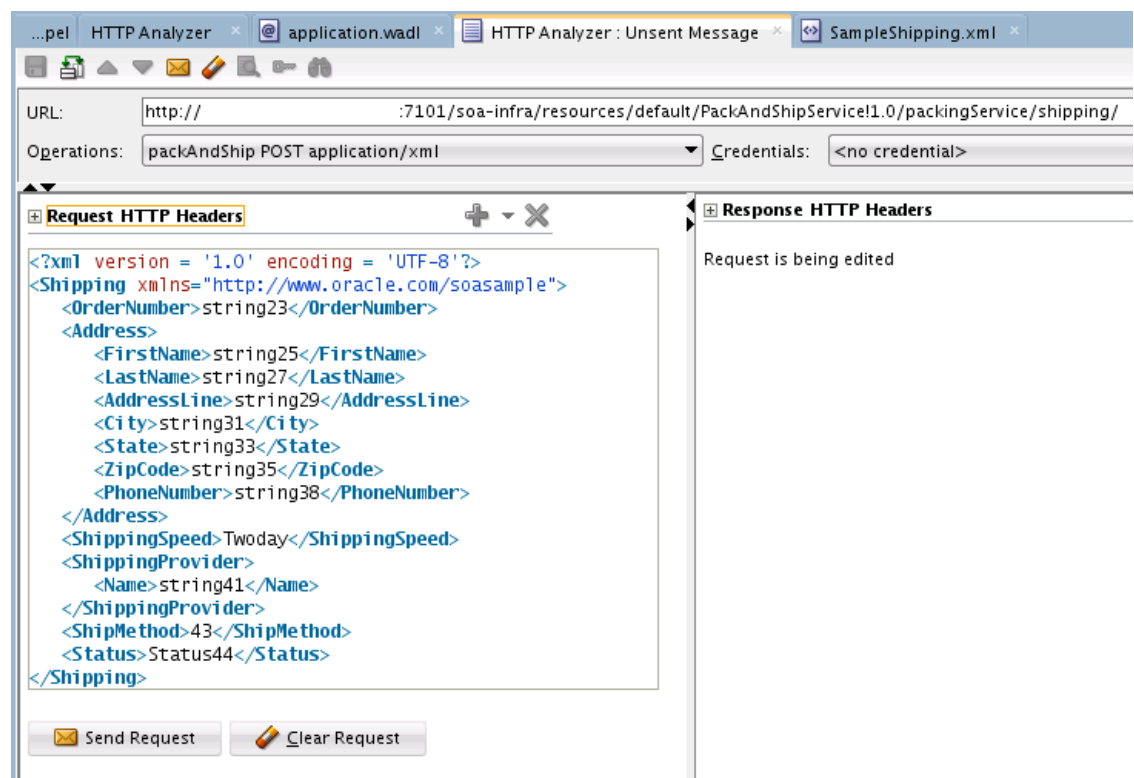 ...pel HTTP Analyzer application.wadl HTTP Analyzer : Unsent Message SampleShipping.xml
URL: http:// :7101/soa-infra/resources/default/PackAndShipService!1.0/packingService/shipping/
Operations: packAndShip POST application/xml Credentials: <no credential>
Request HTTP Headers
<?xml version = '1.0' encoding = 'UTF-8'?>
<Shipping xmlns="http://www.oracle.com/soasample">
<OrderNumber>string23</OrderNumber>
<Address>
<FirstName>string25</FirstName>
<LastName>string27</LastName>
<AddressLine>string29</AddressLine>
<City>string31</City>
<State>string33</State>
<ZipCode>string35</ZipCode>
<PhoneNumber>string38</PhoneNumber>
</Address>
<ShippingSpeed>Twoday</ShippingSpeed>
<ShippingProvider>
<Name>string41</Name>
</ShippingProvider>
<ShipMethod>43</ShipMethod>
<Status>Status44</Status>
</Shipping>
Send Request Clear Request
Response HTTP Headers
Request is being edited